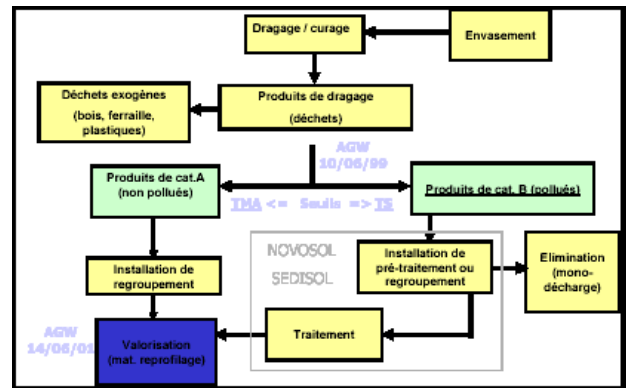 Dragage / curage
Envasement
Déchets exogènes
(bois, ferraille,
plastiques)
Produits de dragage
(déchets)
AGW
10/06/99
Produits de cat.A
(non pollués)
TMA <= Seuils => TS
Produits de cat. B (pollués)
NOVOSOL
SEDISOL
Installation de
regroupement
Installation de
pré-traitement ou
regroupement
Elimination
(mono-
décharge)
AGW
14/06/01
Valorisation
(mat. reprofilage)
Traitement